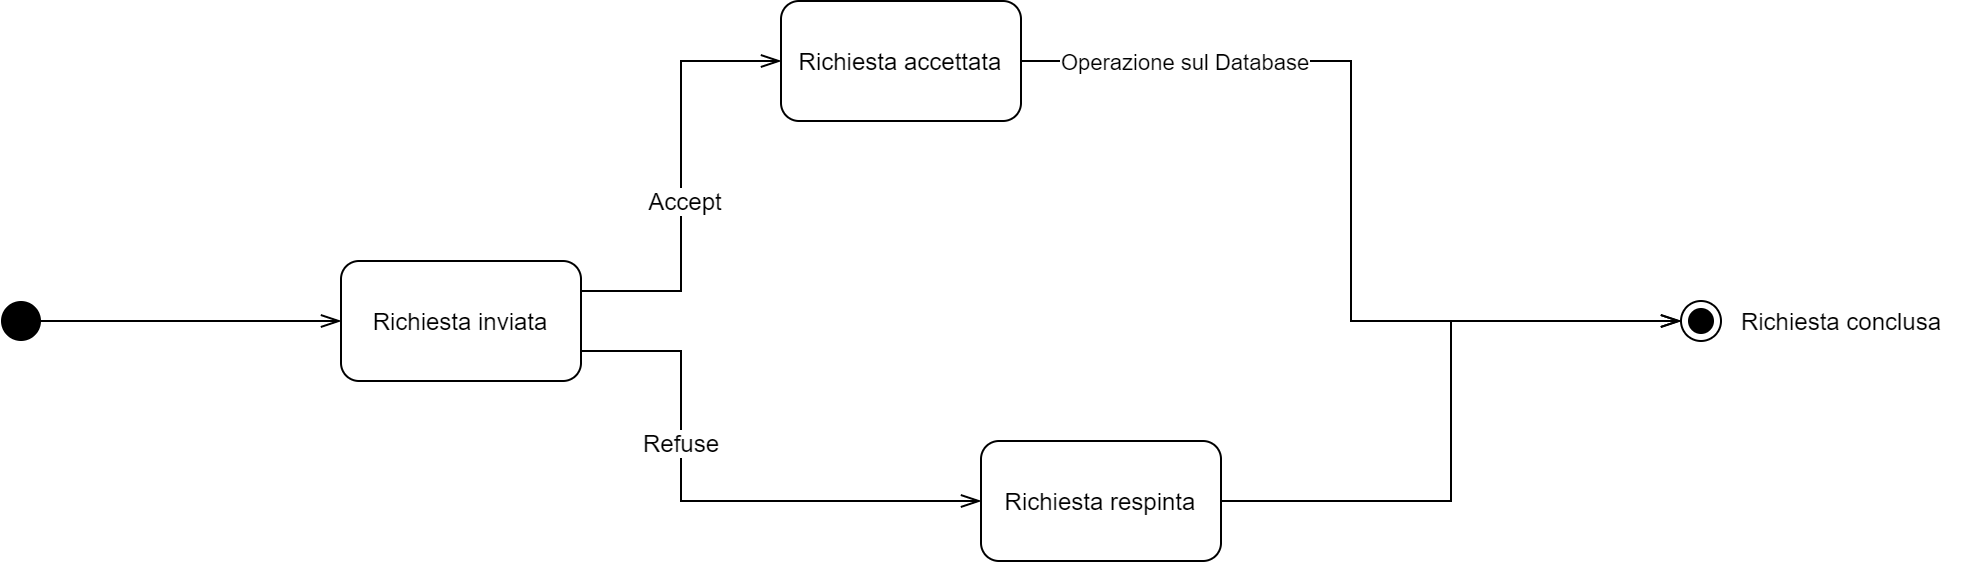 Richiesta accettata
Operazione sul Database
Accept
Richiesta inviata
Richiesta conclusa
Refuse
Richiesta respinta